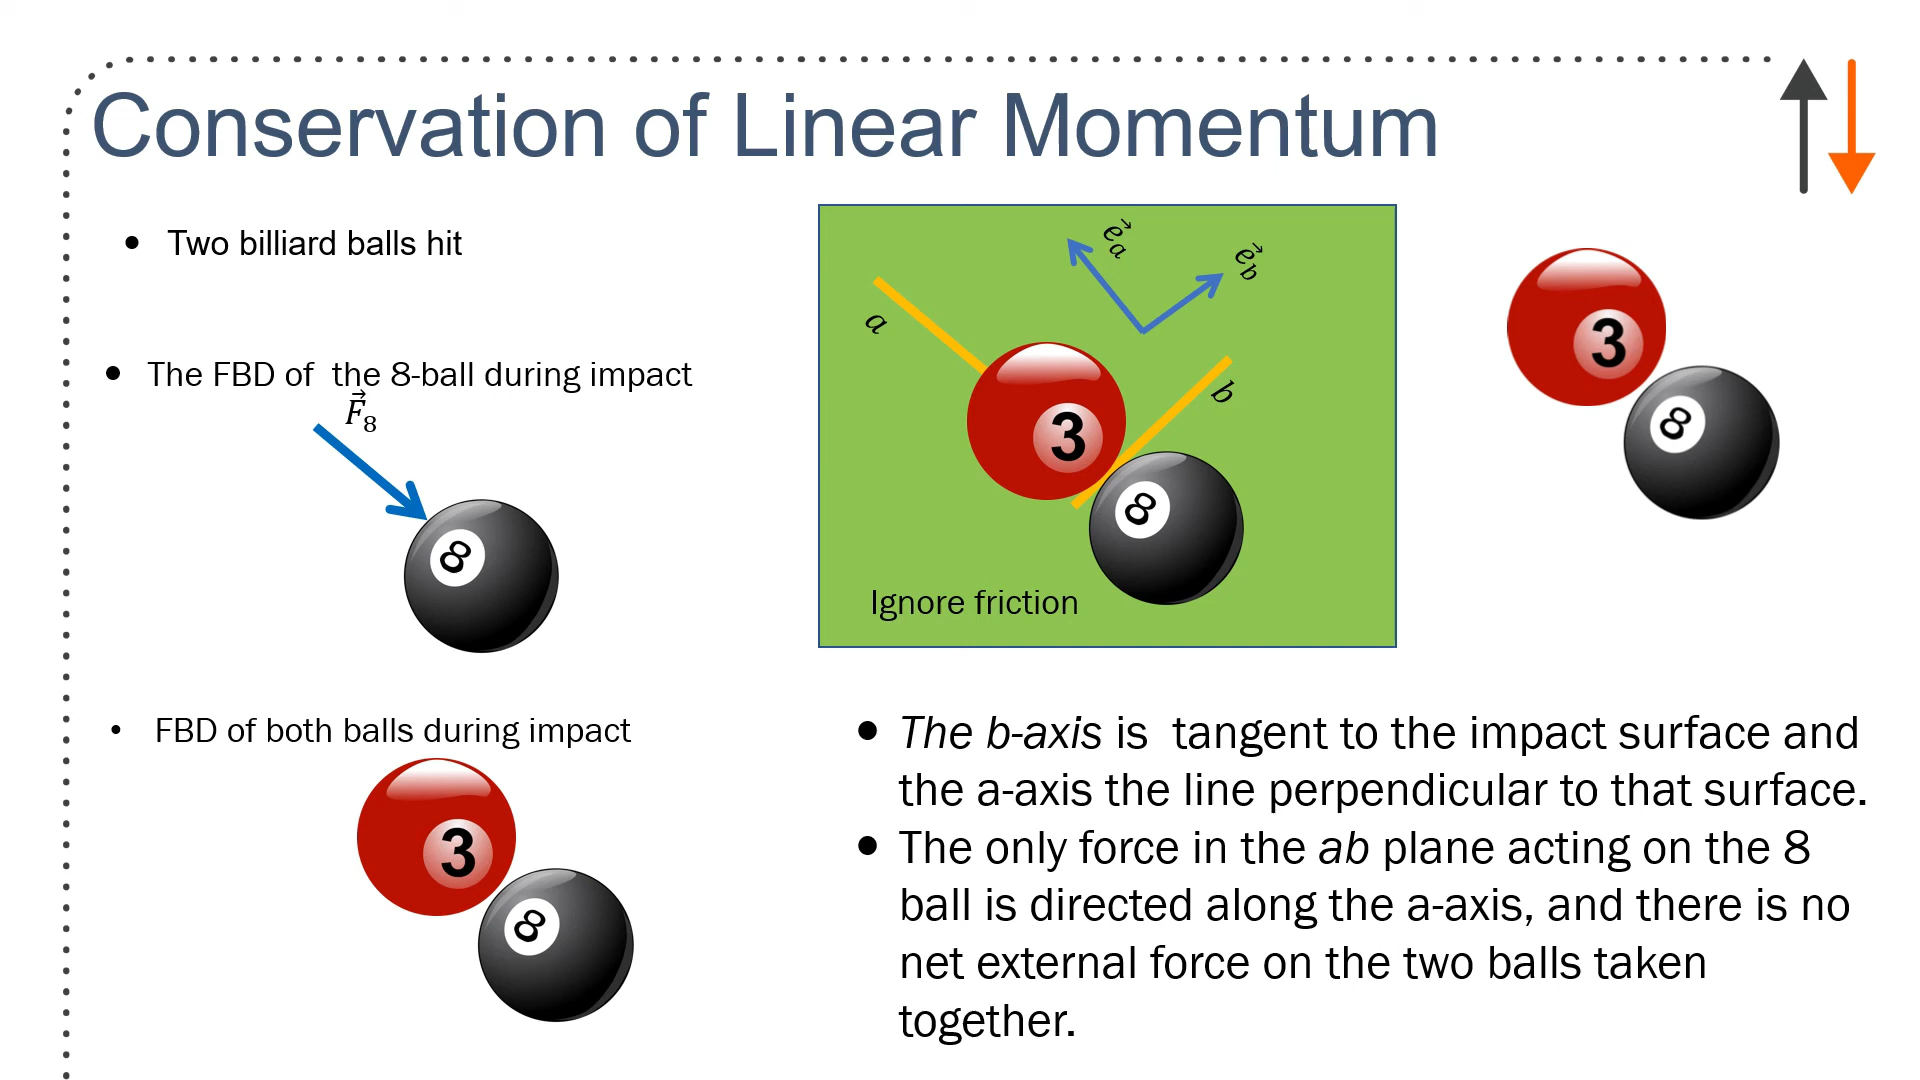 Conservation of Linear Momentum
• Two billiard balls hit
• The FBD of the 8-ball during impact
F⃗₈
8
• FBD of both balls during impact
3
8
e⃗ₐ
e⃗_b
a
b
3
8
Ignore friction
3
8
• The b-axis is tangent to the impact surface and
the a-axis the line perpendicular to that surface.
• The only force in the ab plane acting on the 8
ball is directed along the a-axis, and there is no
net external force on the two balls taken
together.